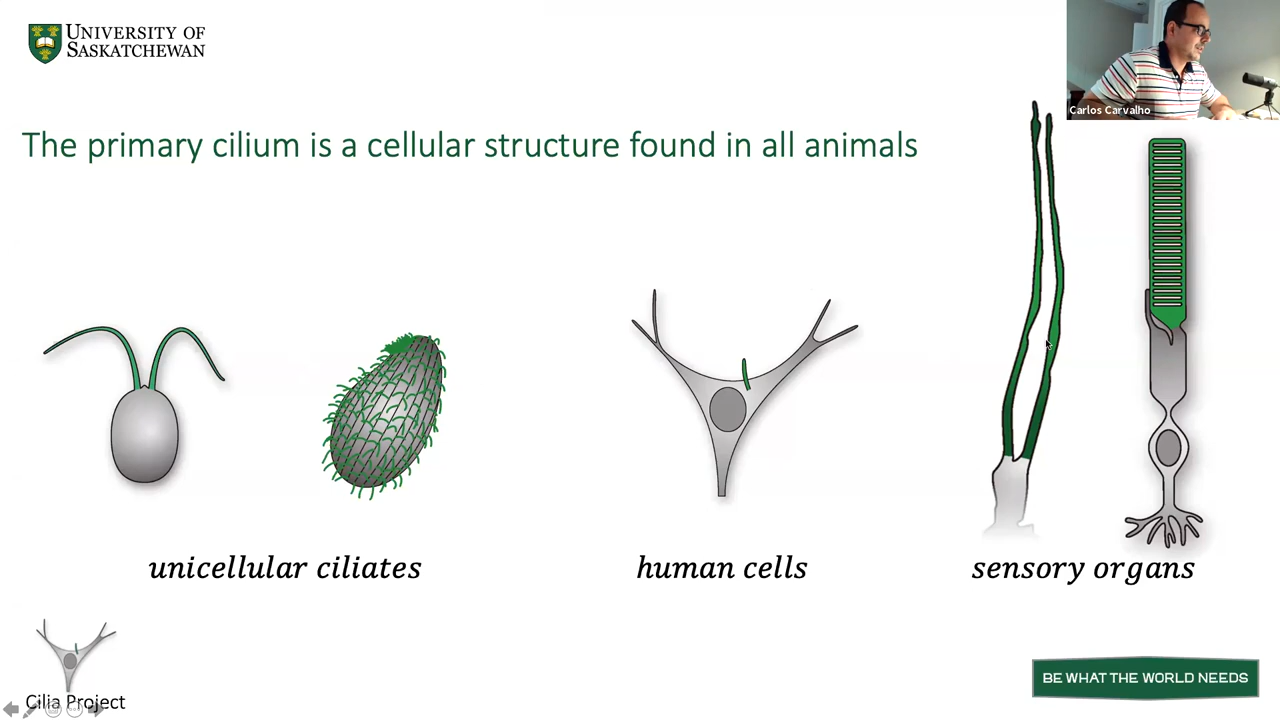 UNIVERSITY OF
SASKATCHEWAN
Carlos Carvalho
The primary cilium is a cellular structure found in all animals
unicellular ciliates
human cells
sensory organs
Cilia Project
BE WHAT THE WORLD NEEDS